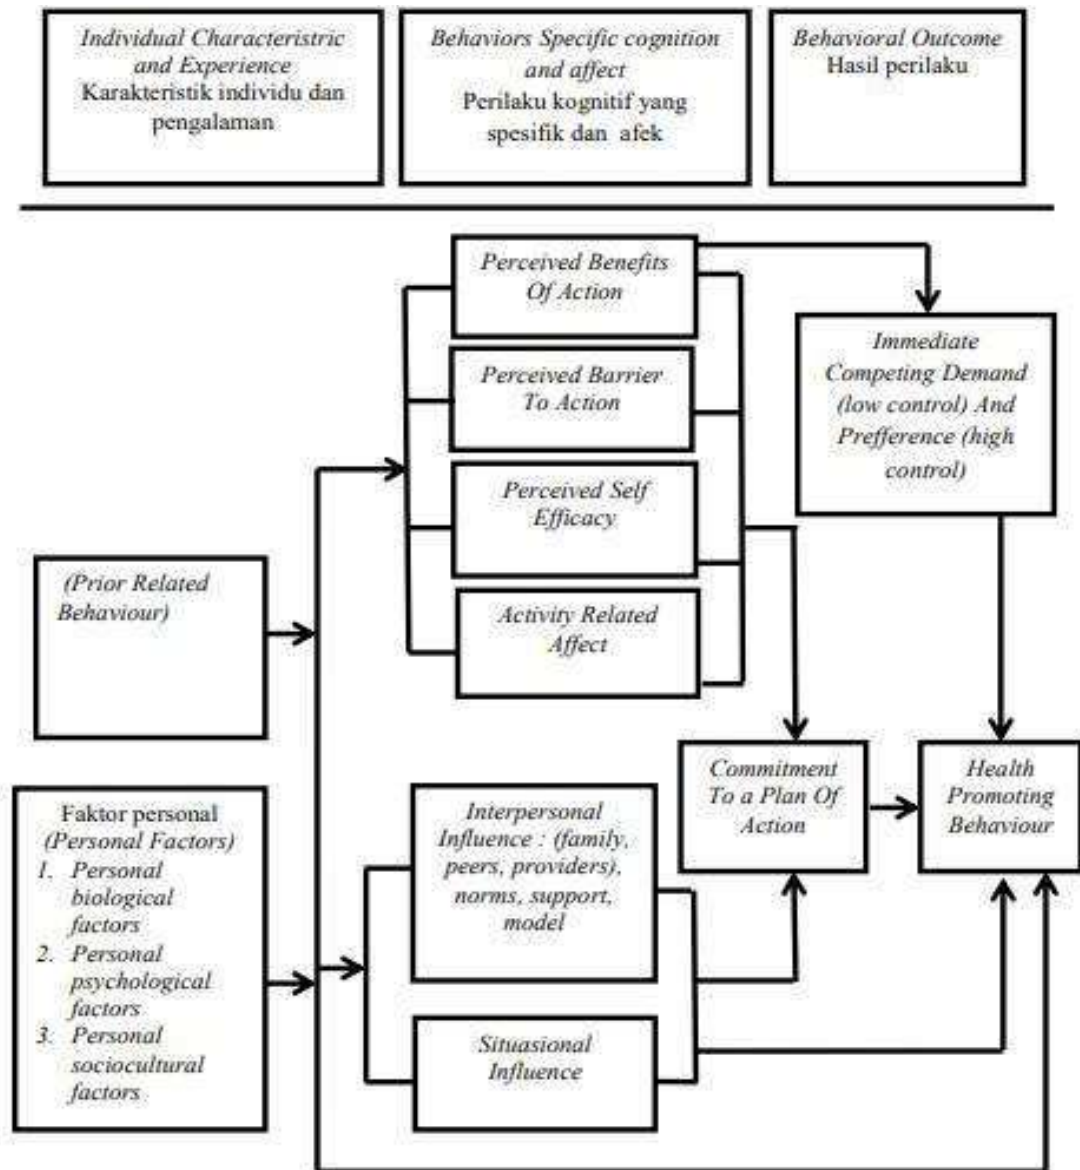 Individual Characteristric
and Experience
Karakteristik individu dan
pengalaman
Behaviors Specific cognition
and affect
Perilaku kognitif yang
spesifik dan afek
Behavioral Outcome
Hasil perilaku
Perceived Benefits
Of Action
Immediate
Competing Demand
(low control) And
Prefference (high
control)
Perceived Barrier
To Action
Perceived Self
Efficacy
(Prior Related
Behaviour)
Activity Related
Affect
Commitment
To a Plan Of
Action
Health
Promoting
Behaviour
Faktor personal
(Personal Factors)
1. Personal
biological
factors
2. Personal
psychological
factors
3. Personal
sociocultural
factors
Interpersonal
Influence : (family,
peers, providers),
norms, support,
model
Situasional
Influence